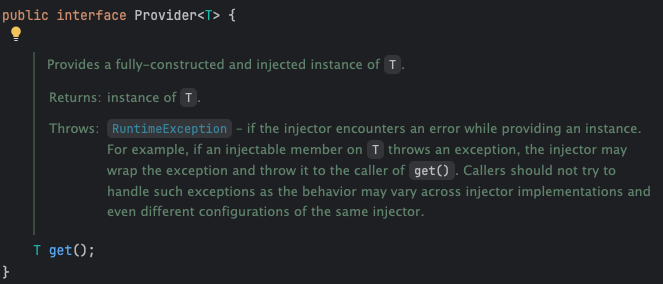 public interface Provider<T> {
Provides a fully-constructed and injected instance of T.
Returns: instance of T.
Throws: RuntimeException – if the injector encounters an error while providing an instance.
For example, if an injectable member on T throws an exception, the injector may
wrap the exception and throw it to the caller of get(). Callers should not try to
handle such exceptions as the behavior may vary across injector implementations and
even different configurations of the same injector.
T get();
}